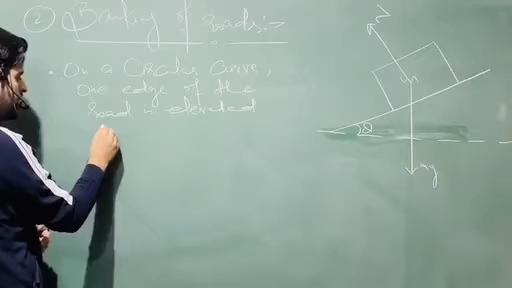 ② Banking of roads:-
• On a Circular Curve,
one edge of the
Road is elevated
N
m
θ
mg